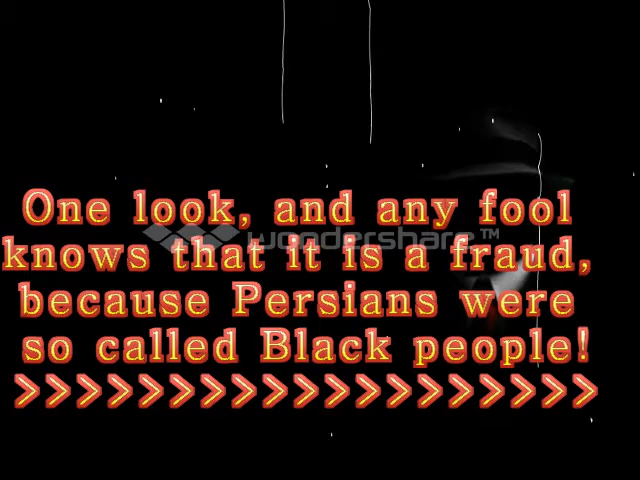 One look, and any fool
wondershare™
knows that it is a fraud,
because Persians were
so called Black people!
>>>>>>>>>>>>>>>>>>>